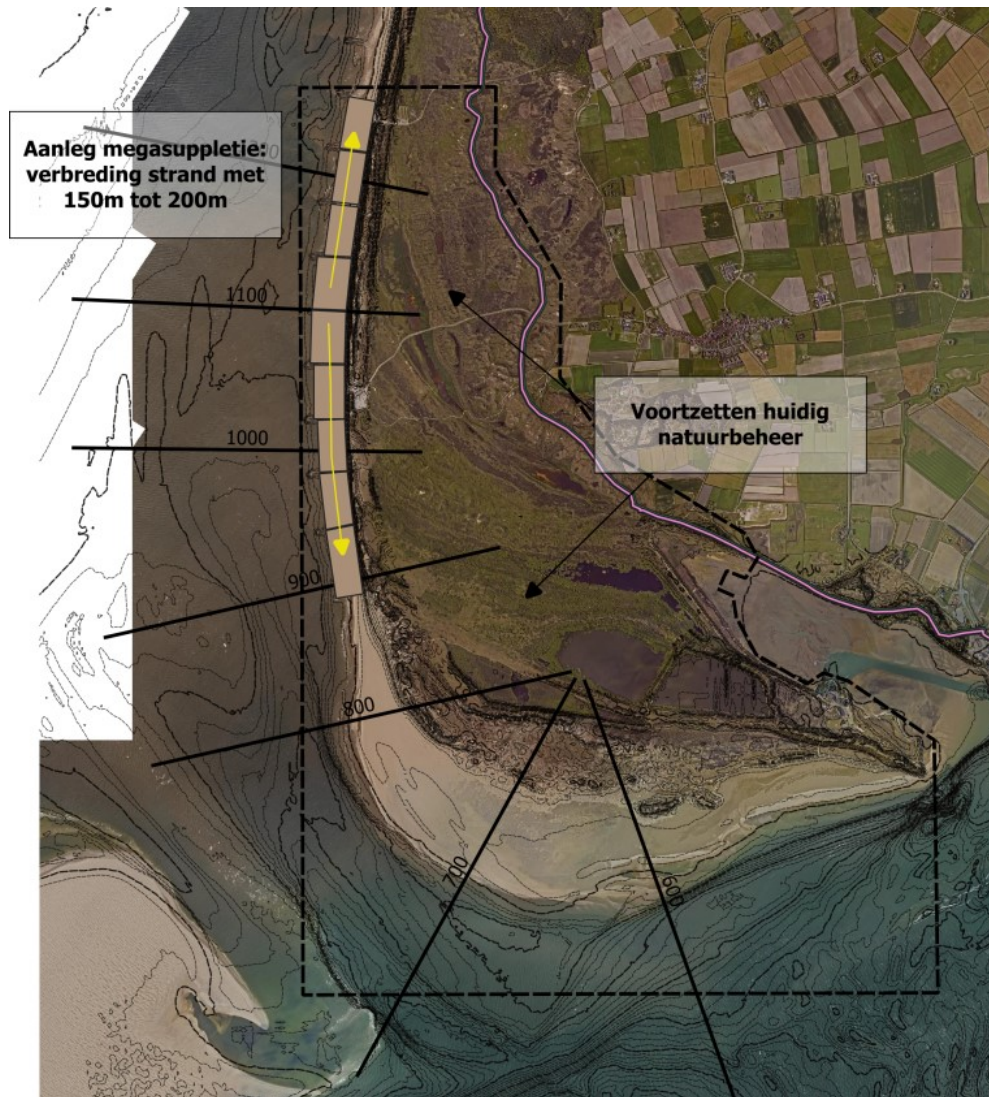 Aanleg megasuppletie:
verbreding strand met
150m tot 200m
1100
1000
Voortzetten huidig
natuurbeheer
900
800
700
600